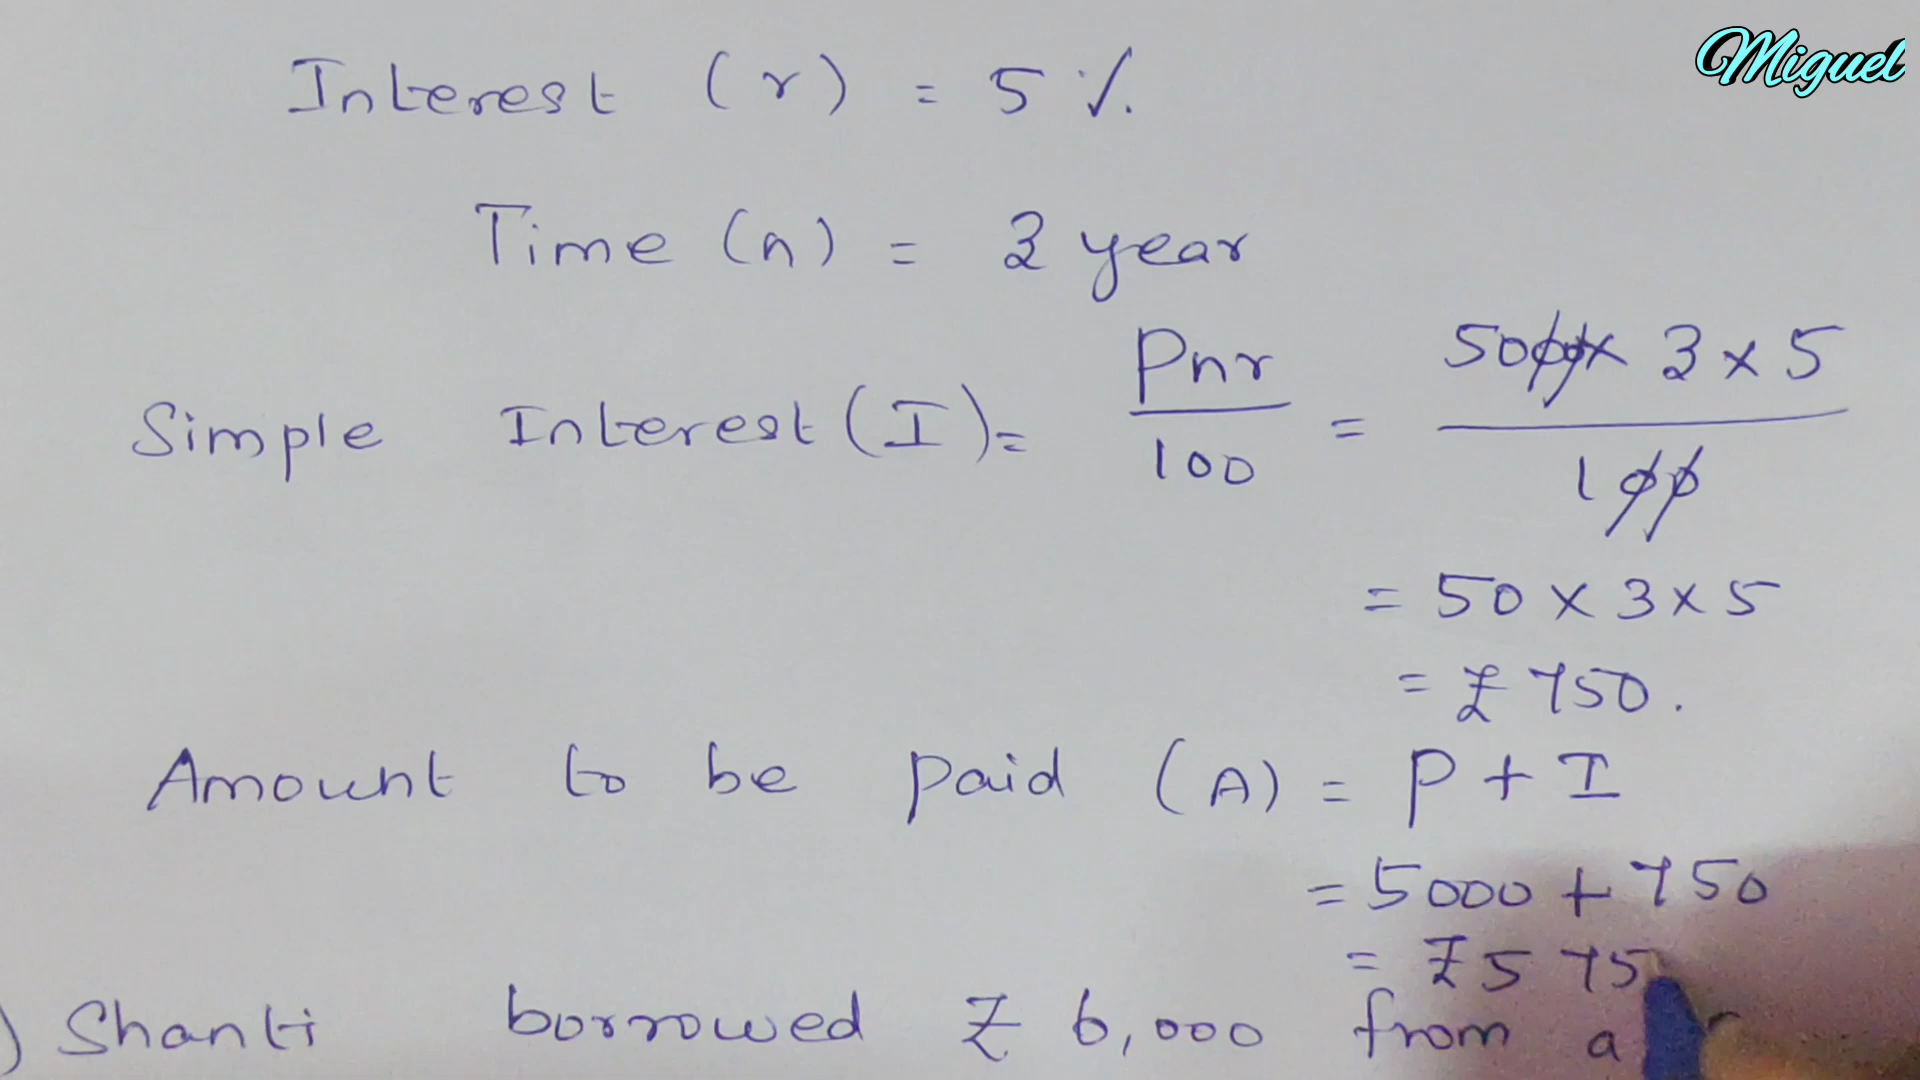 Miguel
Interest (r) = 5 %.
Time (n) = 3 year
Simple Interest (I) = Pnr / 100 = 5000 x 3 x 5 / 100
= 50 x 3 x 5
= ₹ 750.
Amount to be paid (A) = P + I
= 5000 + 750
= ₹ 575
) Shanti borrowed ₹ 6,000 from a